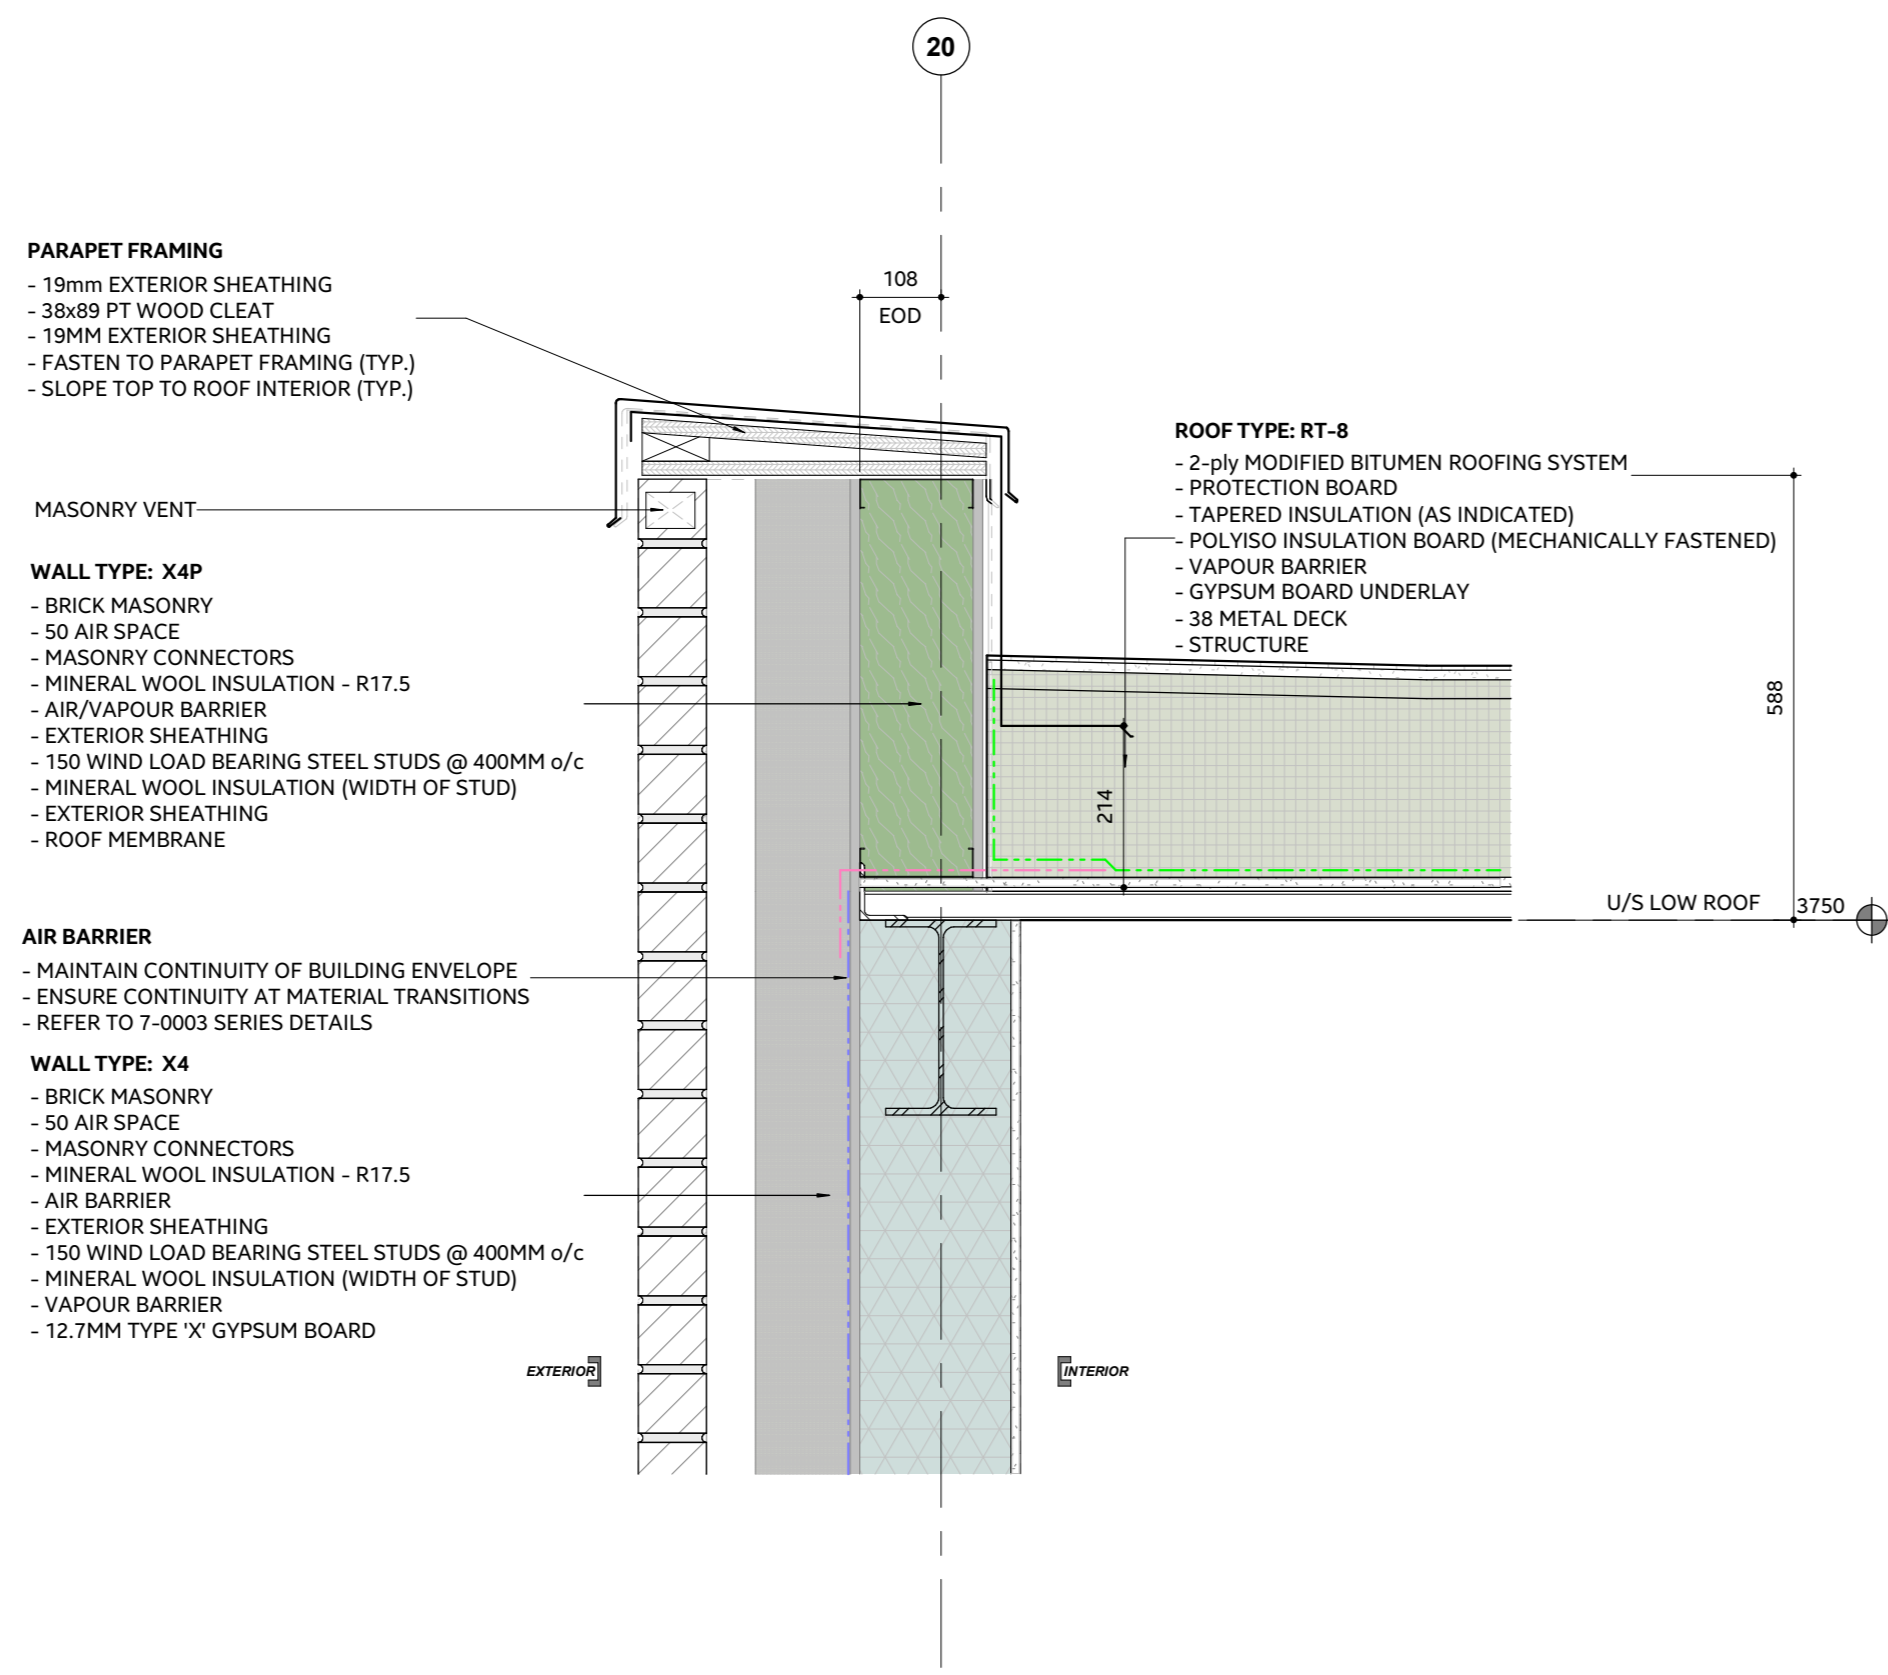 20
PARAPET FRAMING
- 19mm EXTERIOR SHEATHING
- 38x89 PT WOOD CLEAT
- 19MM EXTERIOR SHEATHING
- FASTEN TO PARAPET FRAMING (TYP.)
- SLOPE TOP TO ROOF INTERIOR (TYP.)
108
EOD
MASONRY VENT
WALL TYPE: X4P
- BRICK MASONRY
- 50 AIR SPACE
- MASONRY CONNECTORS
- MINERAL WOOL INSULATION - R17.5
- AIR/VAPOUR BARRIER
- EXTERIOR SHEATHING
- 150 WIND LOAD BEARING STEEL STUDS @ 400MM o/c
- MINERAL WOOL INSULATION (WIDTH OF STUD)
- EXTERIOR SHEATHING
- ROOF MEMBRANE
ROOF TYPE: RT-8
- 2-ply MODIFIED BITUMEN ROOFING SYSTEM
- PROTECTION BOARD
- TAPERED INSULATION (AS INDICATED)
- POLYISO INSULATION BOARD (MECHANICALLY FASTENED)
- VAPOUR BARRIER
- GYPSUM BOARD UNDERLAY
- 38 METAL DECK
- STRUCTURE
588
214
U/S LOW ROOF 3750
AIR BARRIER
- MAINTAIN CONTINUITY OF BUILDING ENVELOPE
- ENSURE CONTINUITY AT MATERIAL TRANSITIONS
- REFER TO 7-0003 SERIES DETAILS
WALL TYPE: X4
- BRICK MASONRY
- 50 AIR SPACE
- MASONRY CONNECTORS
- MINERAL WOOL INSULATION - R17.5
- AIR BARRIER
- EXTERIOR SHEATHING
- 150 WIND LOAD BEARING STEEL STUDS @ 400MM o/c
- MINERAL WOOL INSULATION (WIDTH OF STUD)
- VAPOUR BARRIER
- 12.7MM TYPE 'X' GYPSUM BOARD
EXTERIOR
INTERIOR